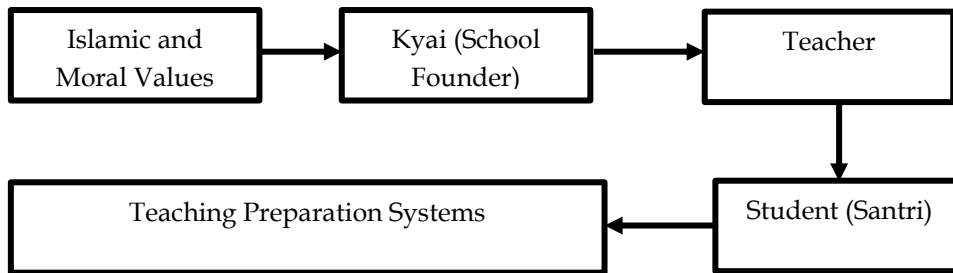 Islamic and
Moral Values
Kyai (School
Founder)
Teacher
Student (Santri)
Teaching Preparation Systems